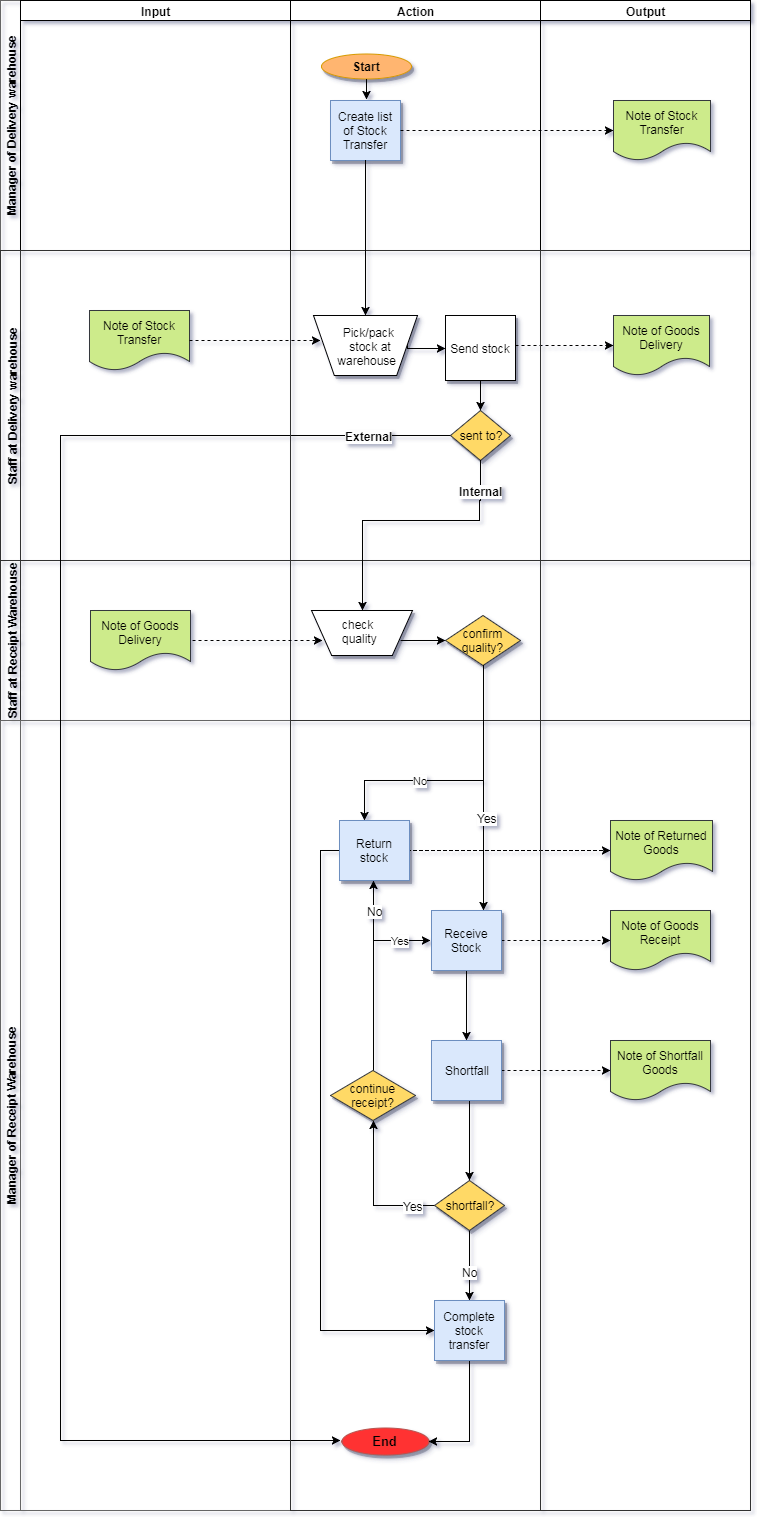 Input
Action
Output
Manager of Delivery warehouse
Start
Create list
of Stock
Transfer
Note of Stock
Transfer
Staff at Delivery warehouse
Note of Stock
Transfer
Pick/pack
stock at
warehouse
Send stock
Note of Goods
Delivery
External
sent to?
Internal
Staff at Receipt Warehouse
Note of Goods
Delivery
check
quality
confirm
quality?
Manager of Receipt Warehouse
No
Yes
Return
stock
Note of Returned
Goods
No
Yes
Receive
Stock
Note of Goods
Receipt
Shortfall
Note of Shortfall
Goods
continue
receipt?
Yes
shortfall?
No
Complete
stock
transfer
End